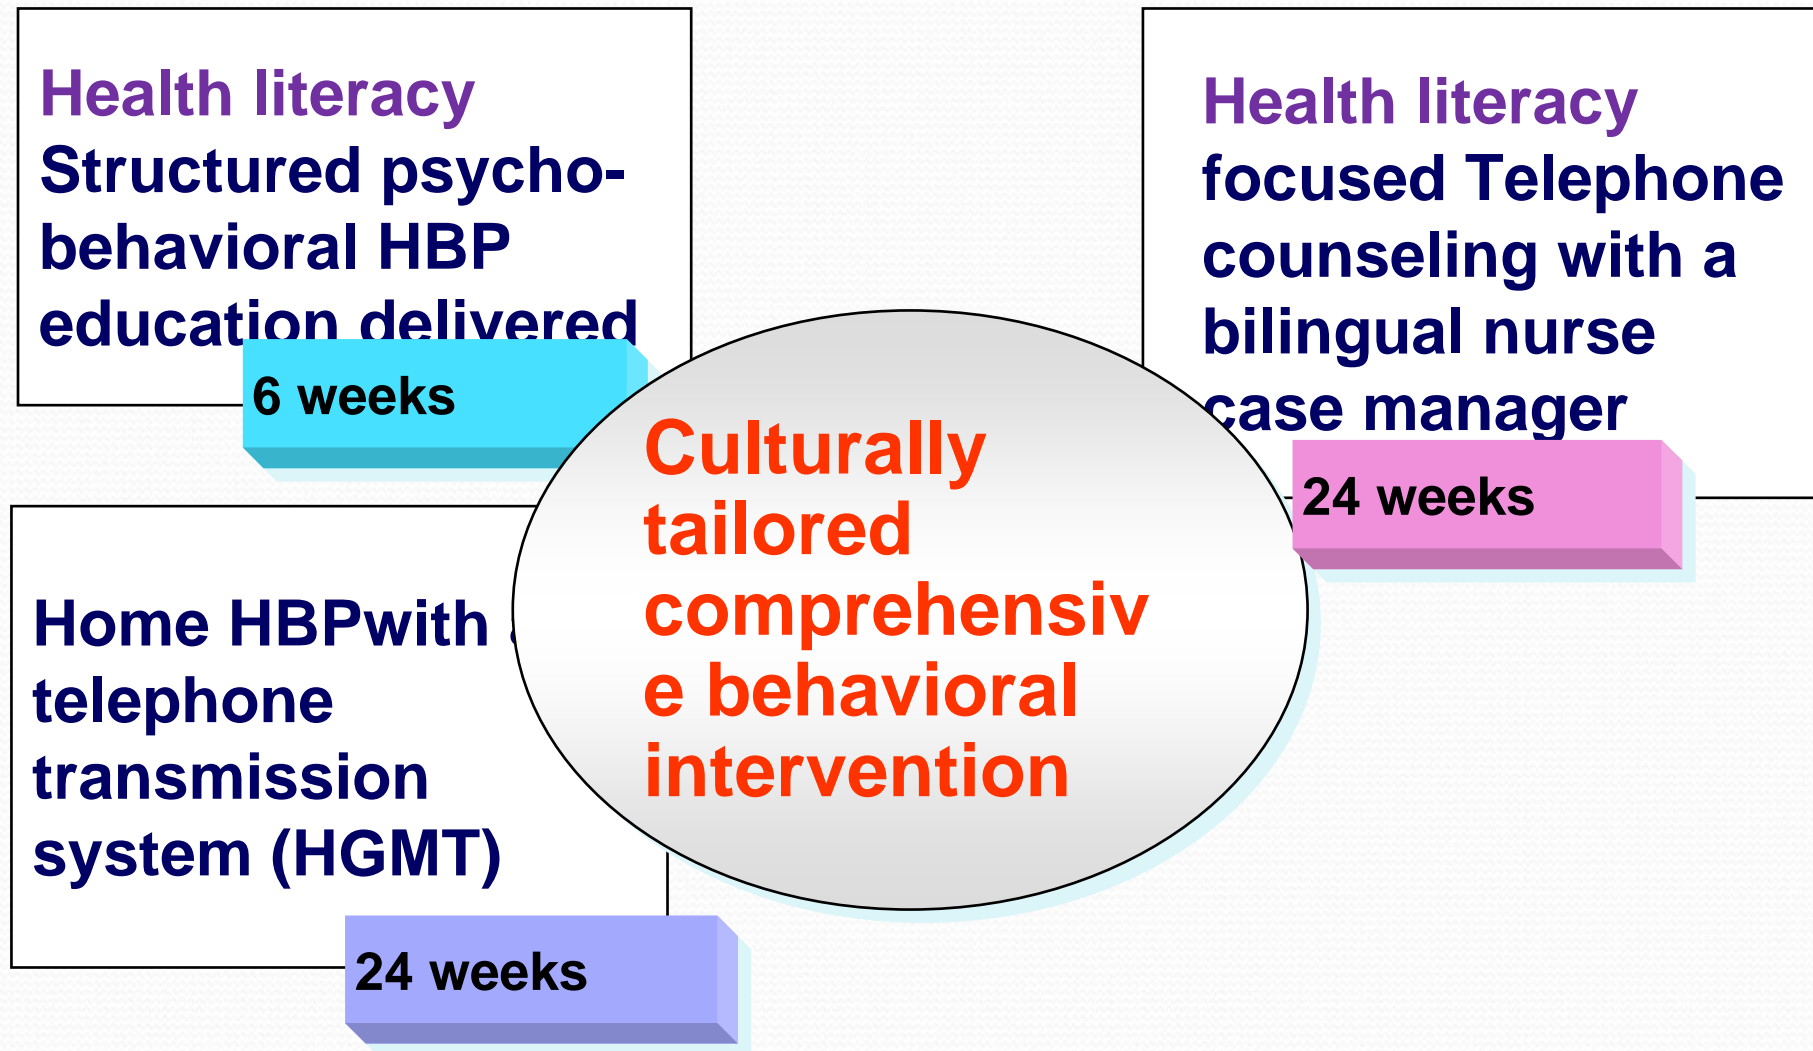 Health literacy
Structured psycho-
behavioral HBP
education delivered
6 weeks
Health literacy
focused Telephone
counseling with a
bilingual nurse
case manager
24 weeks
Culturally
tailored
comprehensiv
e behavioral
intervention
Home HBPwith
telephone
transmission
system (HGMT)
24 weeks